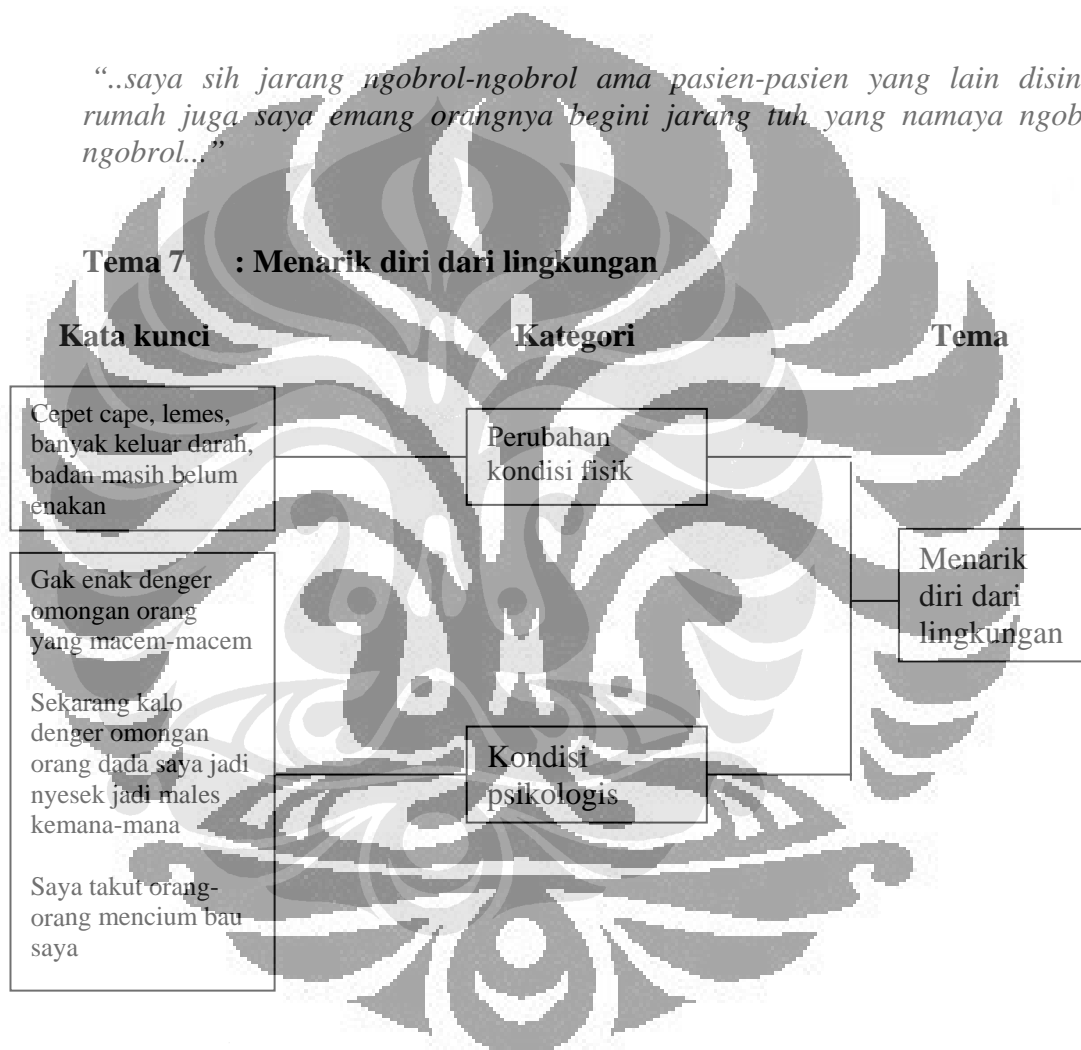 “..saya sih jarang ngobrol-ngobrol ama pasien-pasien yang lain disin
rumah juga saya emang orangnya begini jarang tuh yang namaya ngob
ngobrol...”
Tema 7 : Menarik diri dari lingkungan
Kata kunci Kategori Tema
Cepet cape, lemes,
banyak keluar darah,
badan masih belum
enakan
Perubahan
kondisi fisik
Gak enak denger
omongan orang
yang macem-macem
Sekarang kalo
denger omongan
orang dada saya jadi
nyesek jadi males
kemana-mana
Saya takut orang-
orang mencium bau
saya
Kondisi
psikologis
Menarik
diri dari
lingkungan